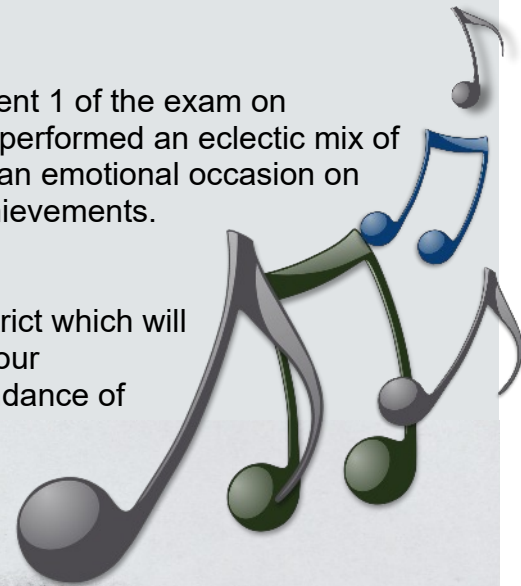 ent 1 of the exam on
performed an eclectic mix of
an emotional occasion on
ievements.
rict which will
our
dance of